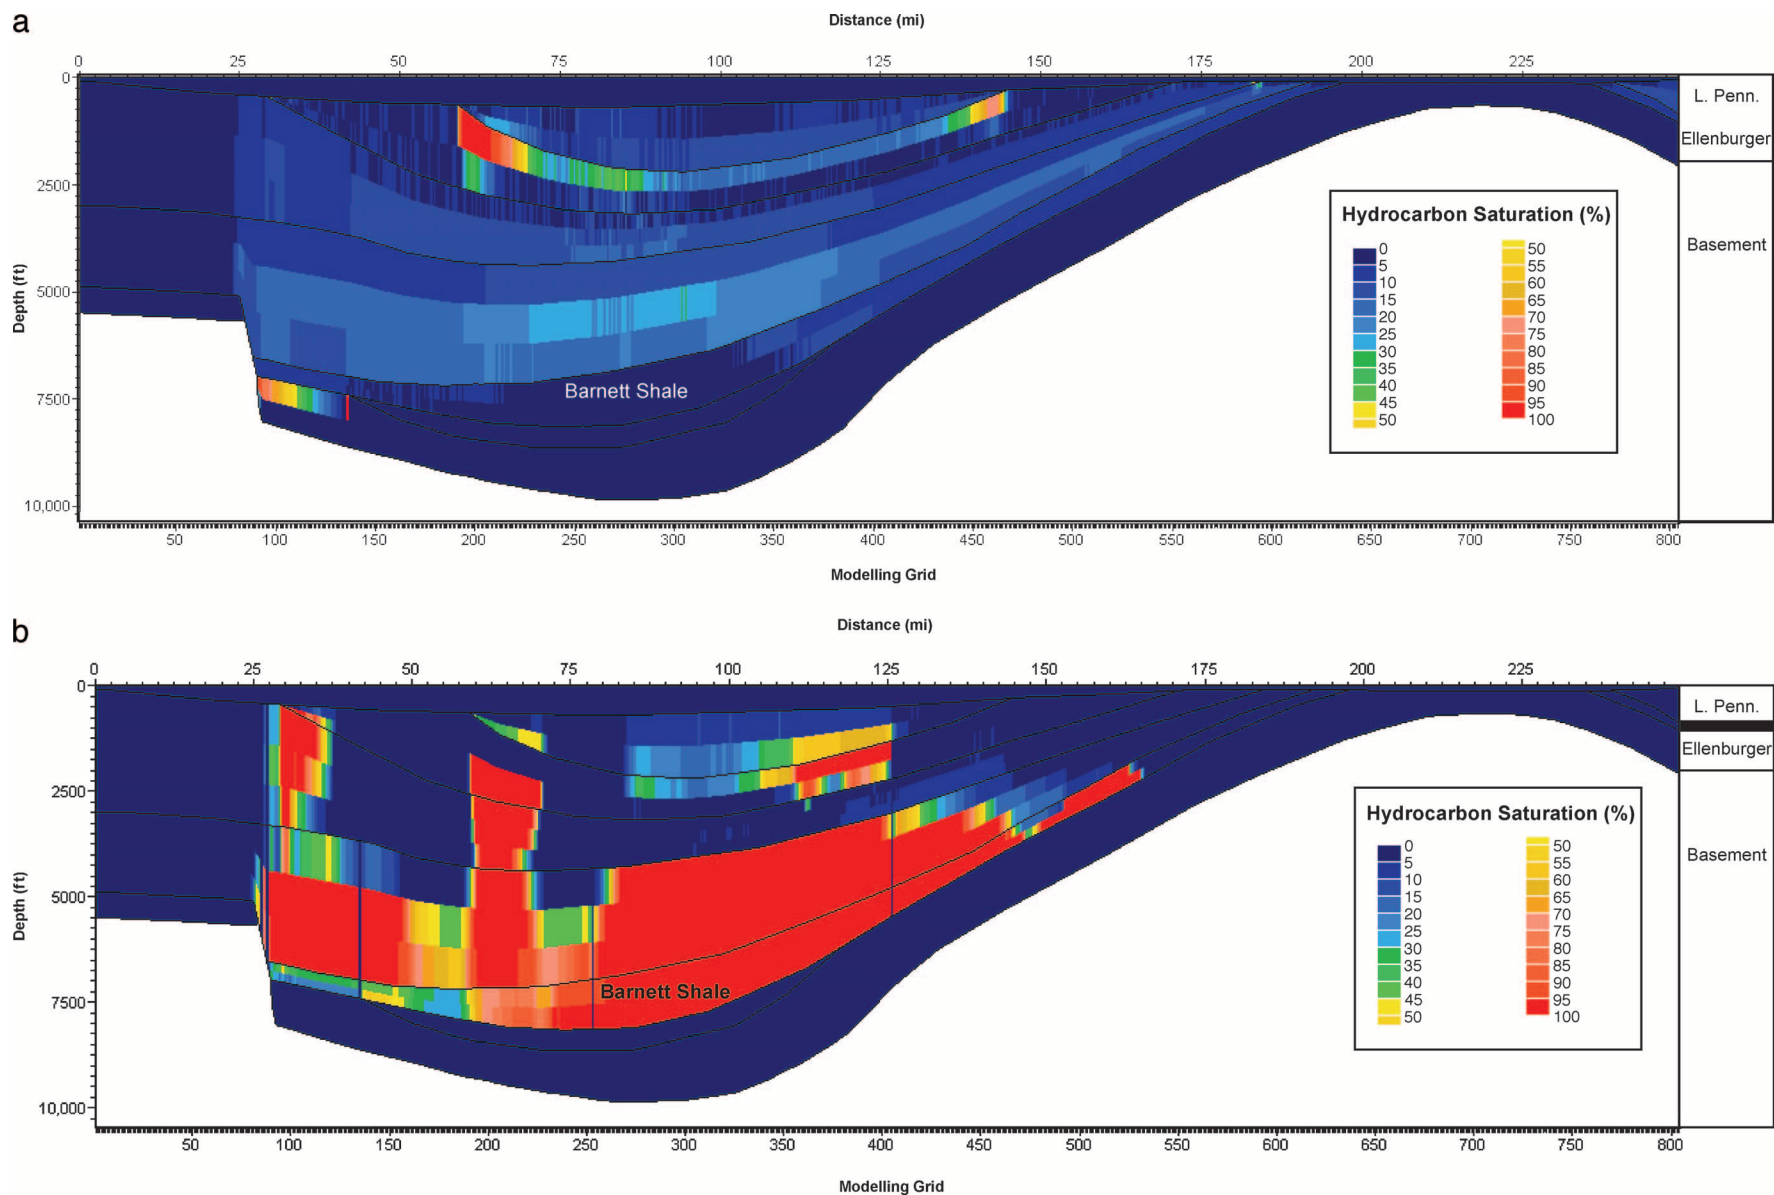 a
Distance (mi)
0 25 50 75 100 125 150 175 200 225
0
2500
5000
7500
10,000
Depth (ft)
Barnett Shale
L. Penn.
Ellenburger
Basement
Hydrocarbon Saturation (%)
0 50
5 55
10 60
15 65
20 70
25 75
30 80
35 85
40 90
45 95
50 100
50 100 150 200 250 300 350 400 450 500 550 600 650 700 750 800
Modelling Grid
b
Distance (mi)
0 25 50 75 100 125 150 175 200 225
0
2500
5000
7500
10,000
Depth (ft)
Barnett Shale
L. Penn.
Ellenburger
Basement
Hydrocarbon Saturation (%)
0 50
5 55
10 60
15 65
20 70
25 75
30 80
35 85
40 90
45 95
50 100
50 100 150 200 250 300 350 400 450 500 550 600 650 700 750 800
Modelling Grid